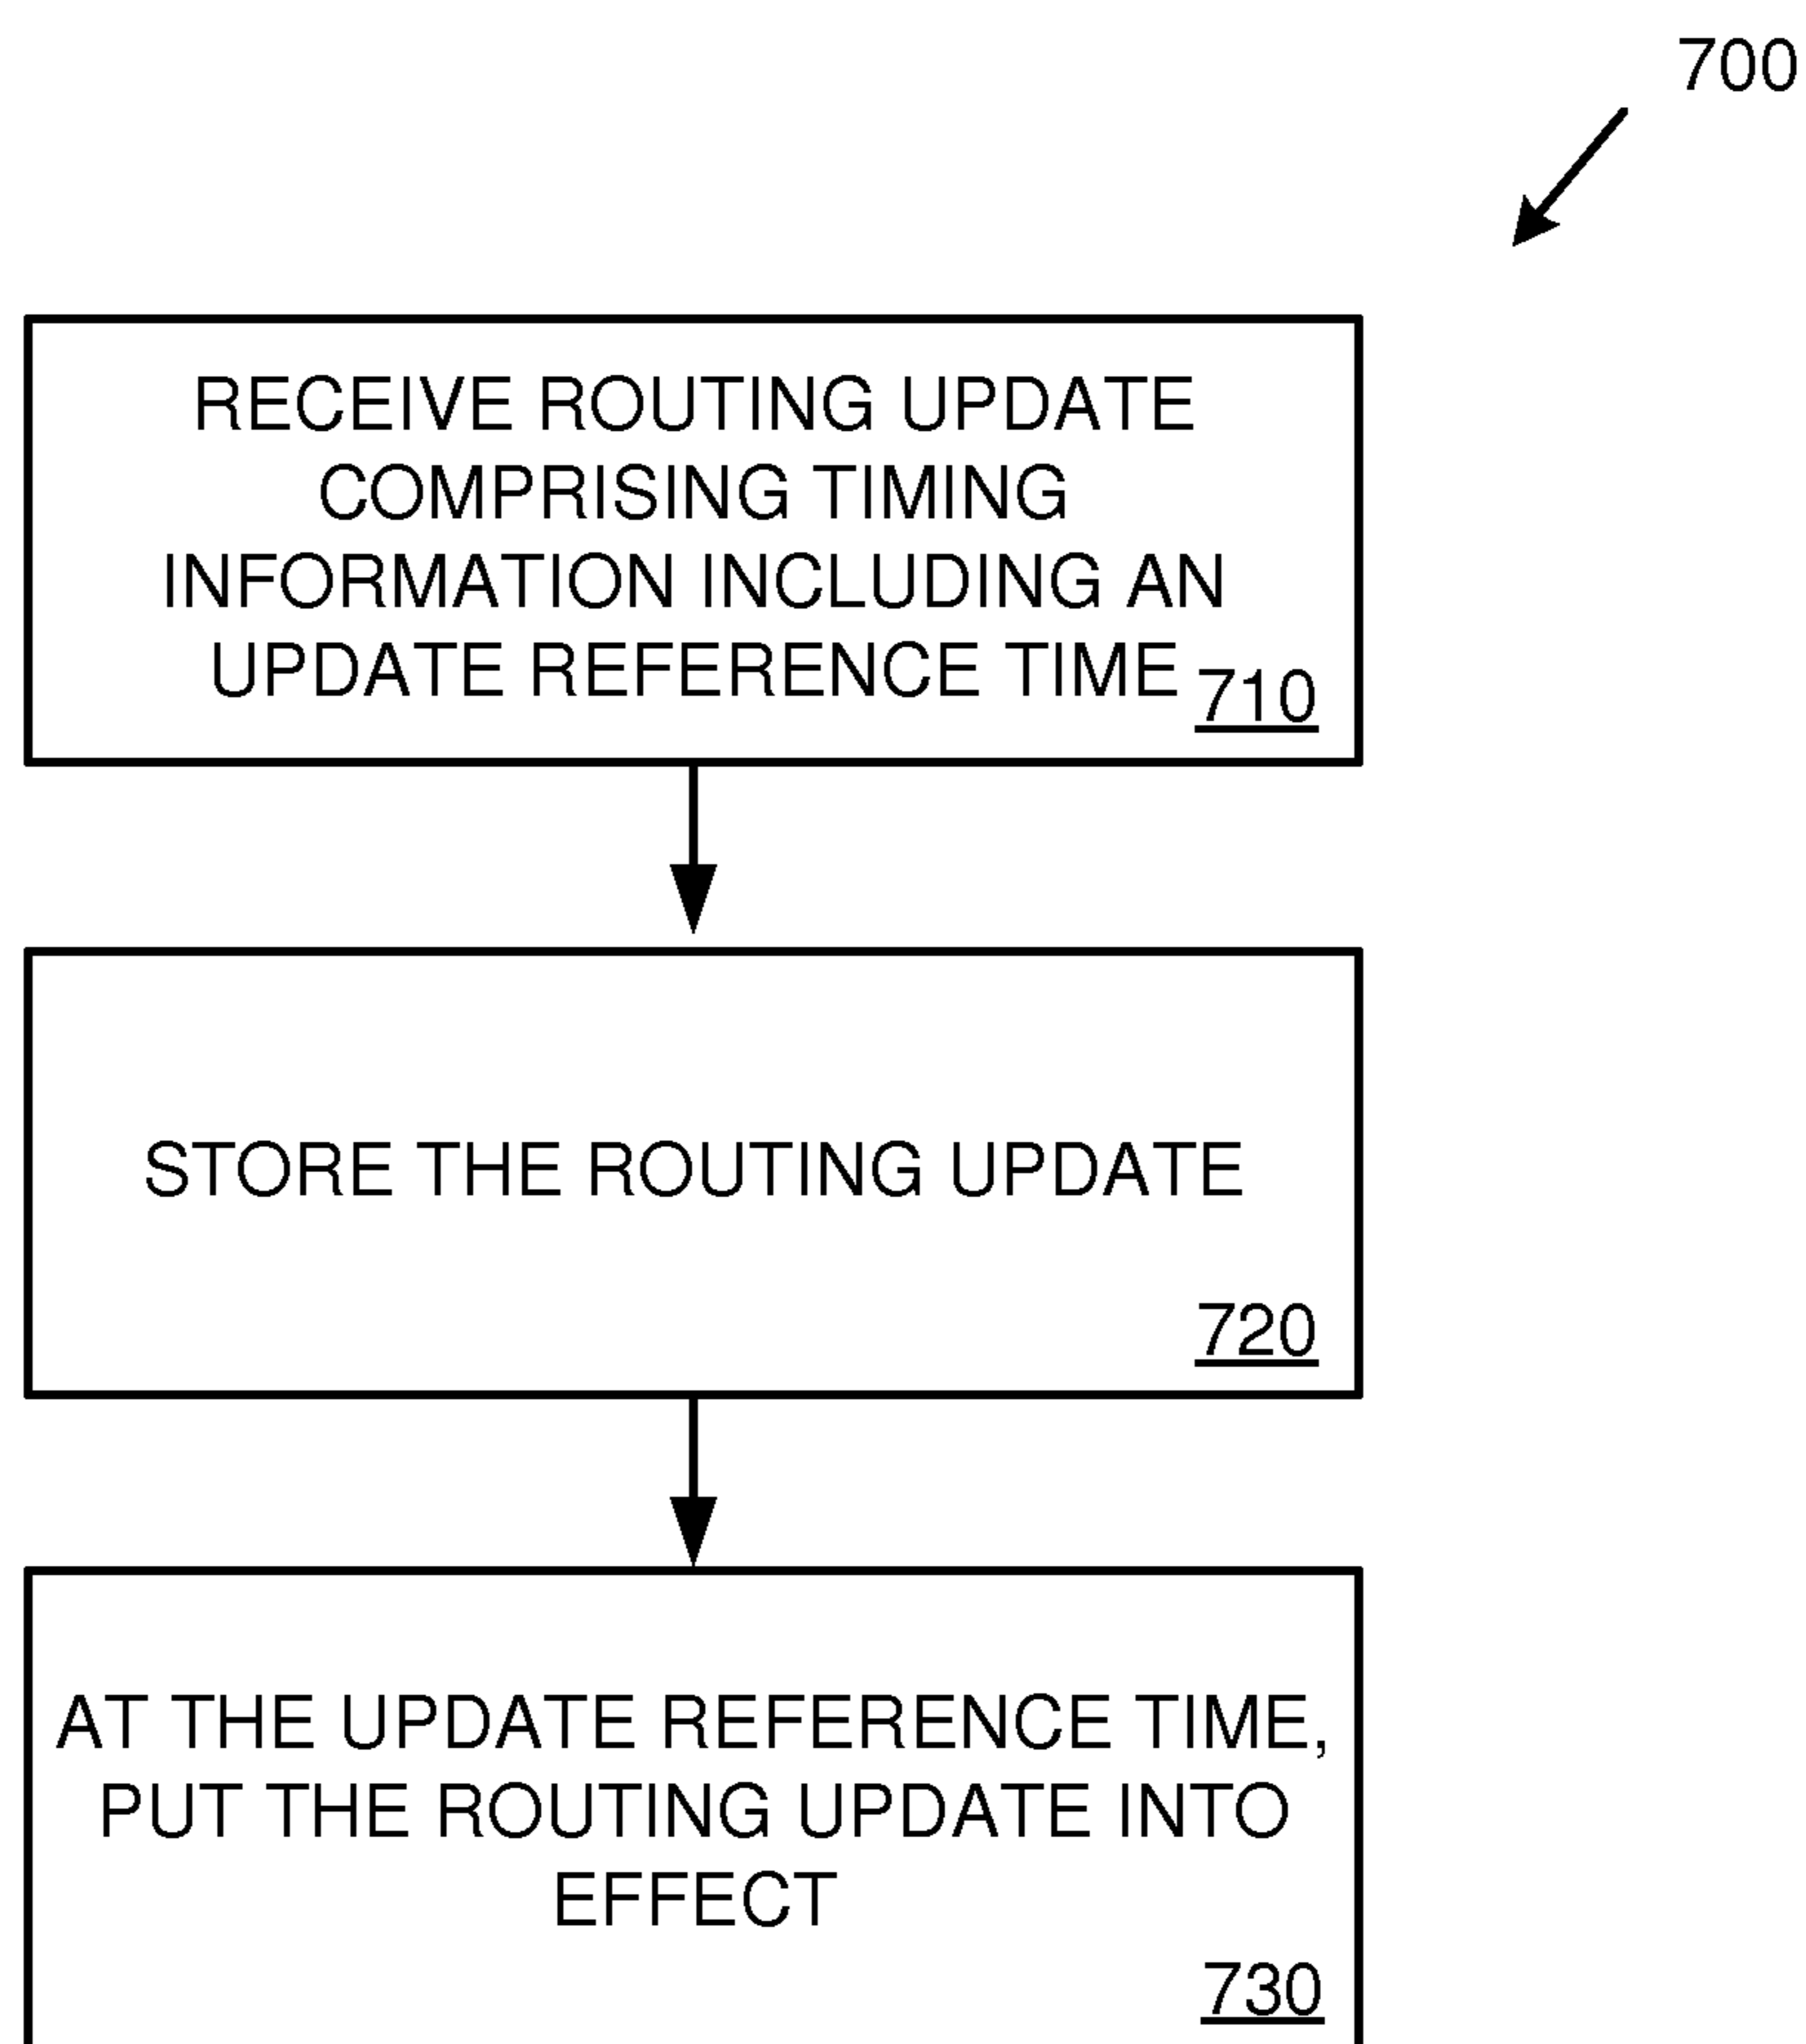 700
RECEIVE ROUTING UPDATE
COMPRISING TIMING
INFORMATION INCLUDING AN
UPDATE REFERENCE TIME
710
STORE THE ROUTING UPDATE
720
AT THE UPDATE REFERENCE TIME,
PUT THE ROUTING UPDATE INTO
EFFECT
730